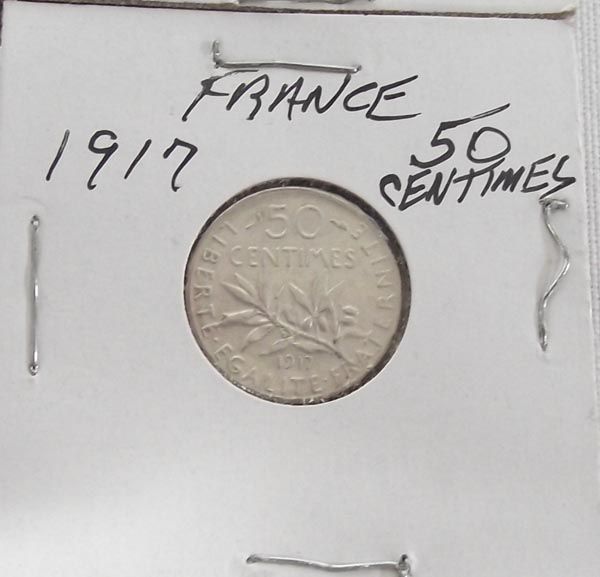 FRANCE
1917
50
CENTIMES
50
CENTIMES
LIBERTE·EGALITE·FRATERNITE
1917